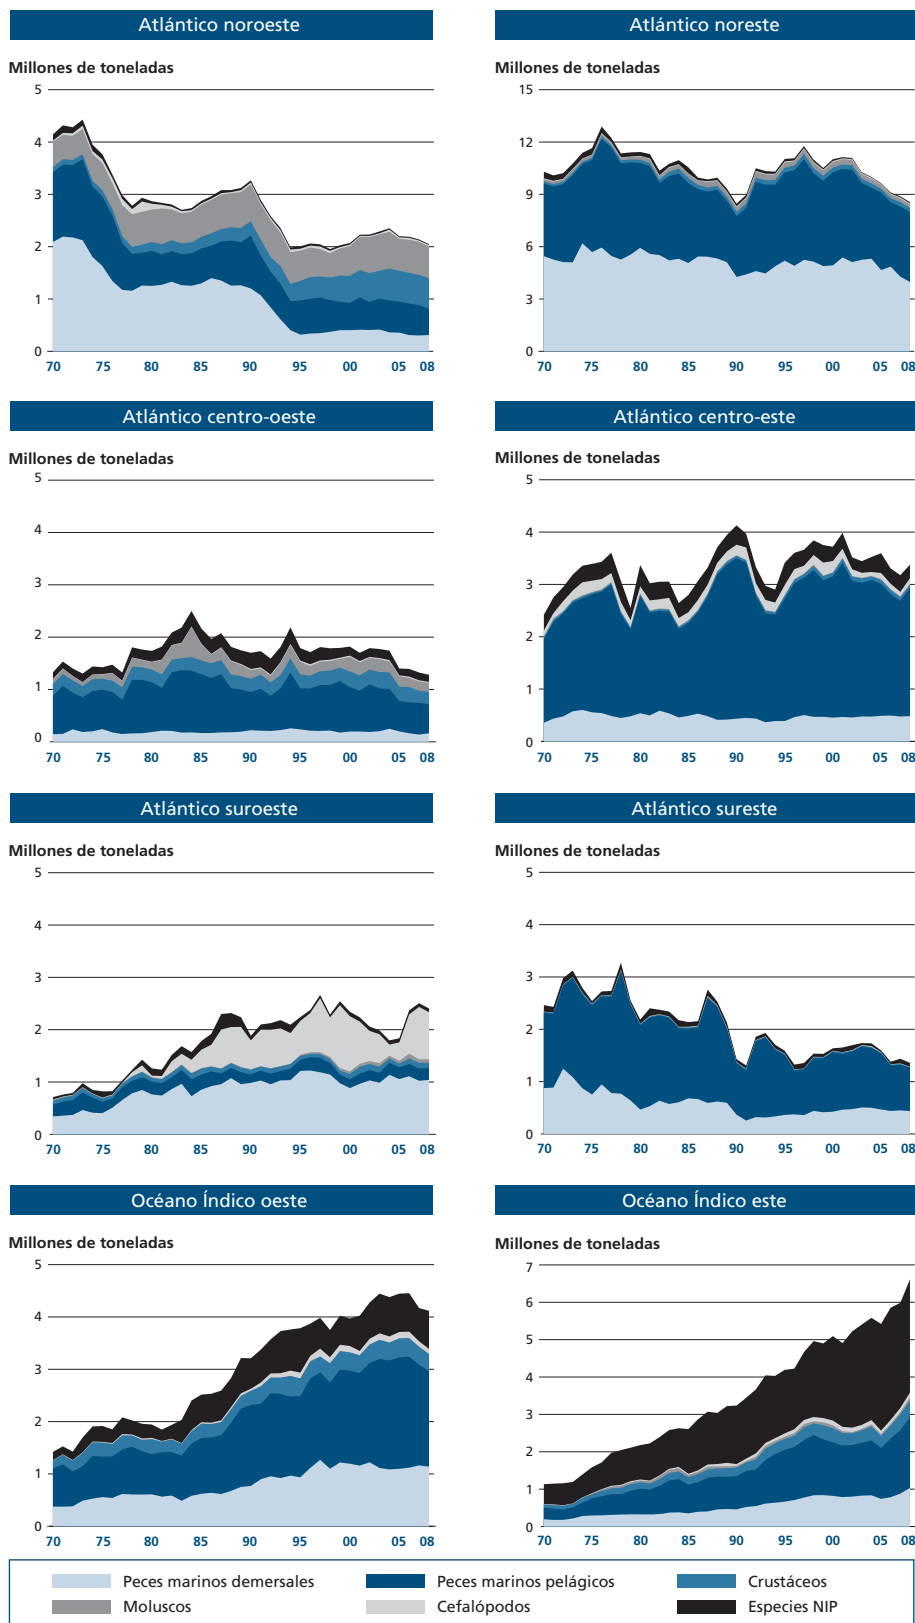 Atlántico noroeste
Atlántico noreste
Millones de toneladas
Millones de toneladas
5
4
3
2
1
0
70 75 80 85 90 95 00 05 08
15
12
9
6
3
0
70 75 80 85 90 95 00 05 08
Atlántico centro-oeste
Atlántico centro-este
Millones de toneladas
Millones de toneladas
5
4
3
2
1
0
70 75 80 85 90 95 00 05 08
5
4
3
2
1
0
70 75 80 85 90 95 00 05 08
Atlántico suroeste
Atlántico sureste
Millones de toneladas
Millones de toneladas
5
4
3
2
1
0
70 75 80 85 90 95 00 05 08
5
4
3
2
1
0
70 75 80 85 90 95 00 05 08
Océano Índico oeste
Océano Índico este
Millones de toneladas
Millones de toneladas
5
4
3
2
1
0
70 75 80 85 90 95 00 05 08
7
6
5
4
3
2
1
0
70 75 80 85 90 95 00 05 08
Peces marinos demersales Peces marinos pelágicos Crustáceos
Moluscos Cefalópodos Especies NIP